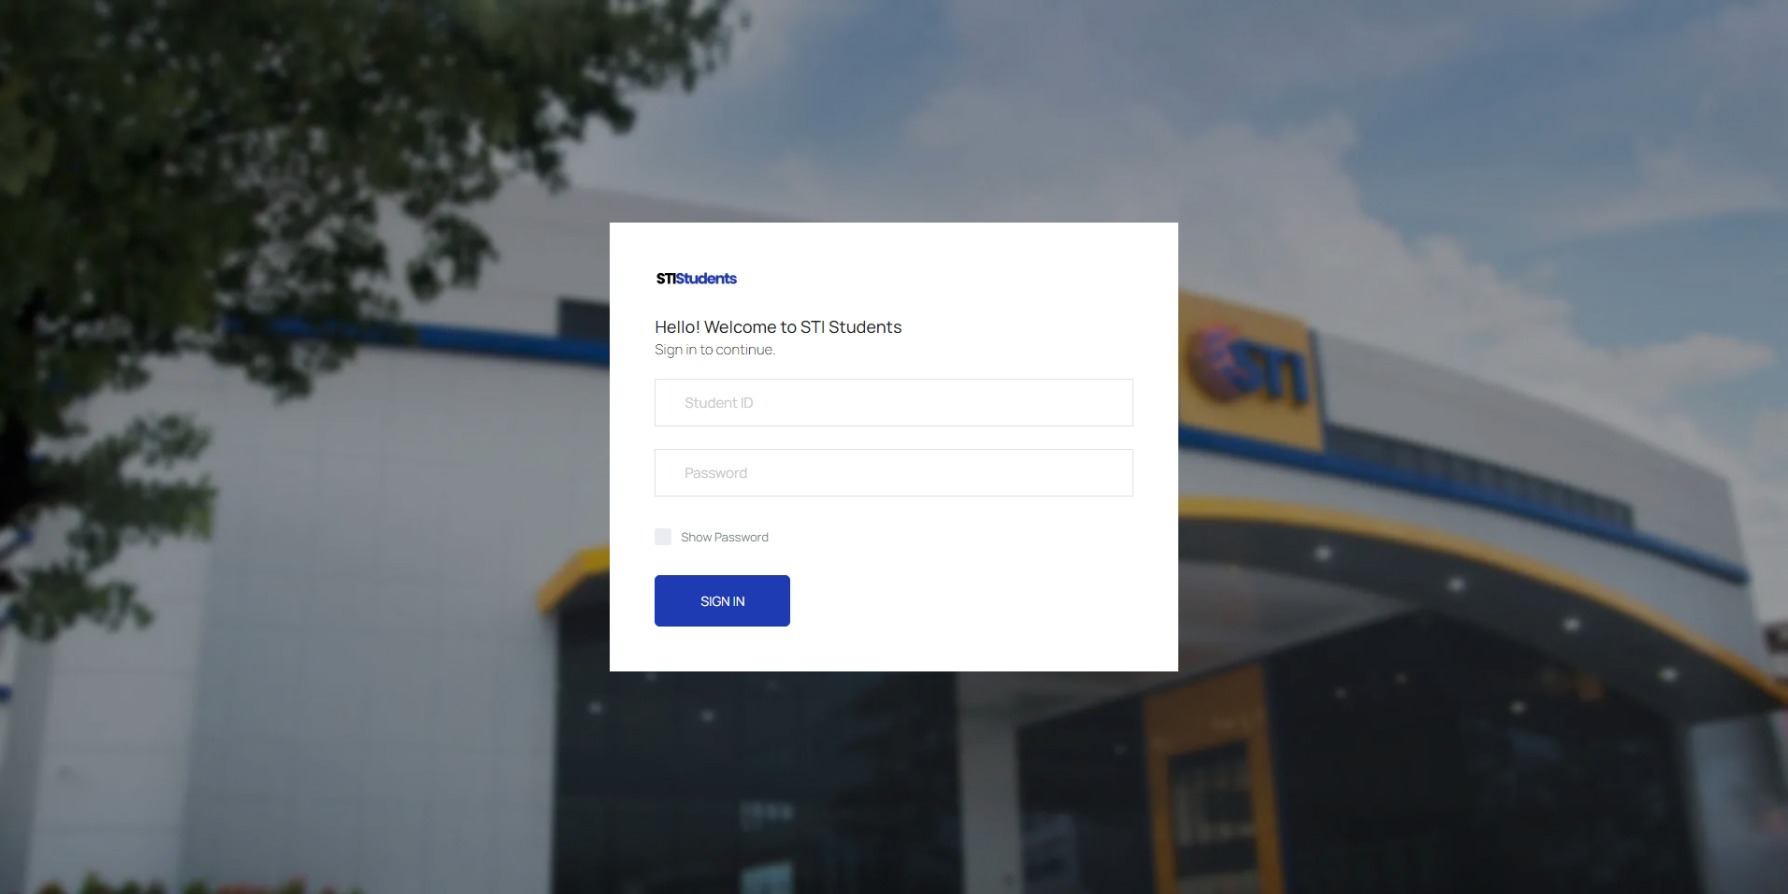 STIStudents
Hello! Welcome to STI Students
Sign in to continue.
Student ID
Password
Show Password
SIGN IN
STI